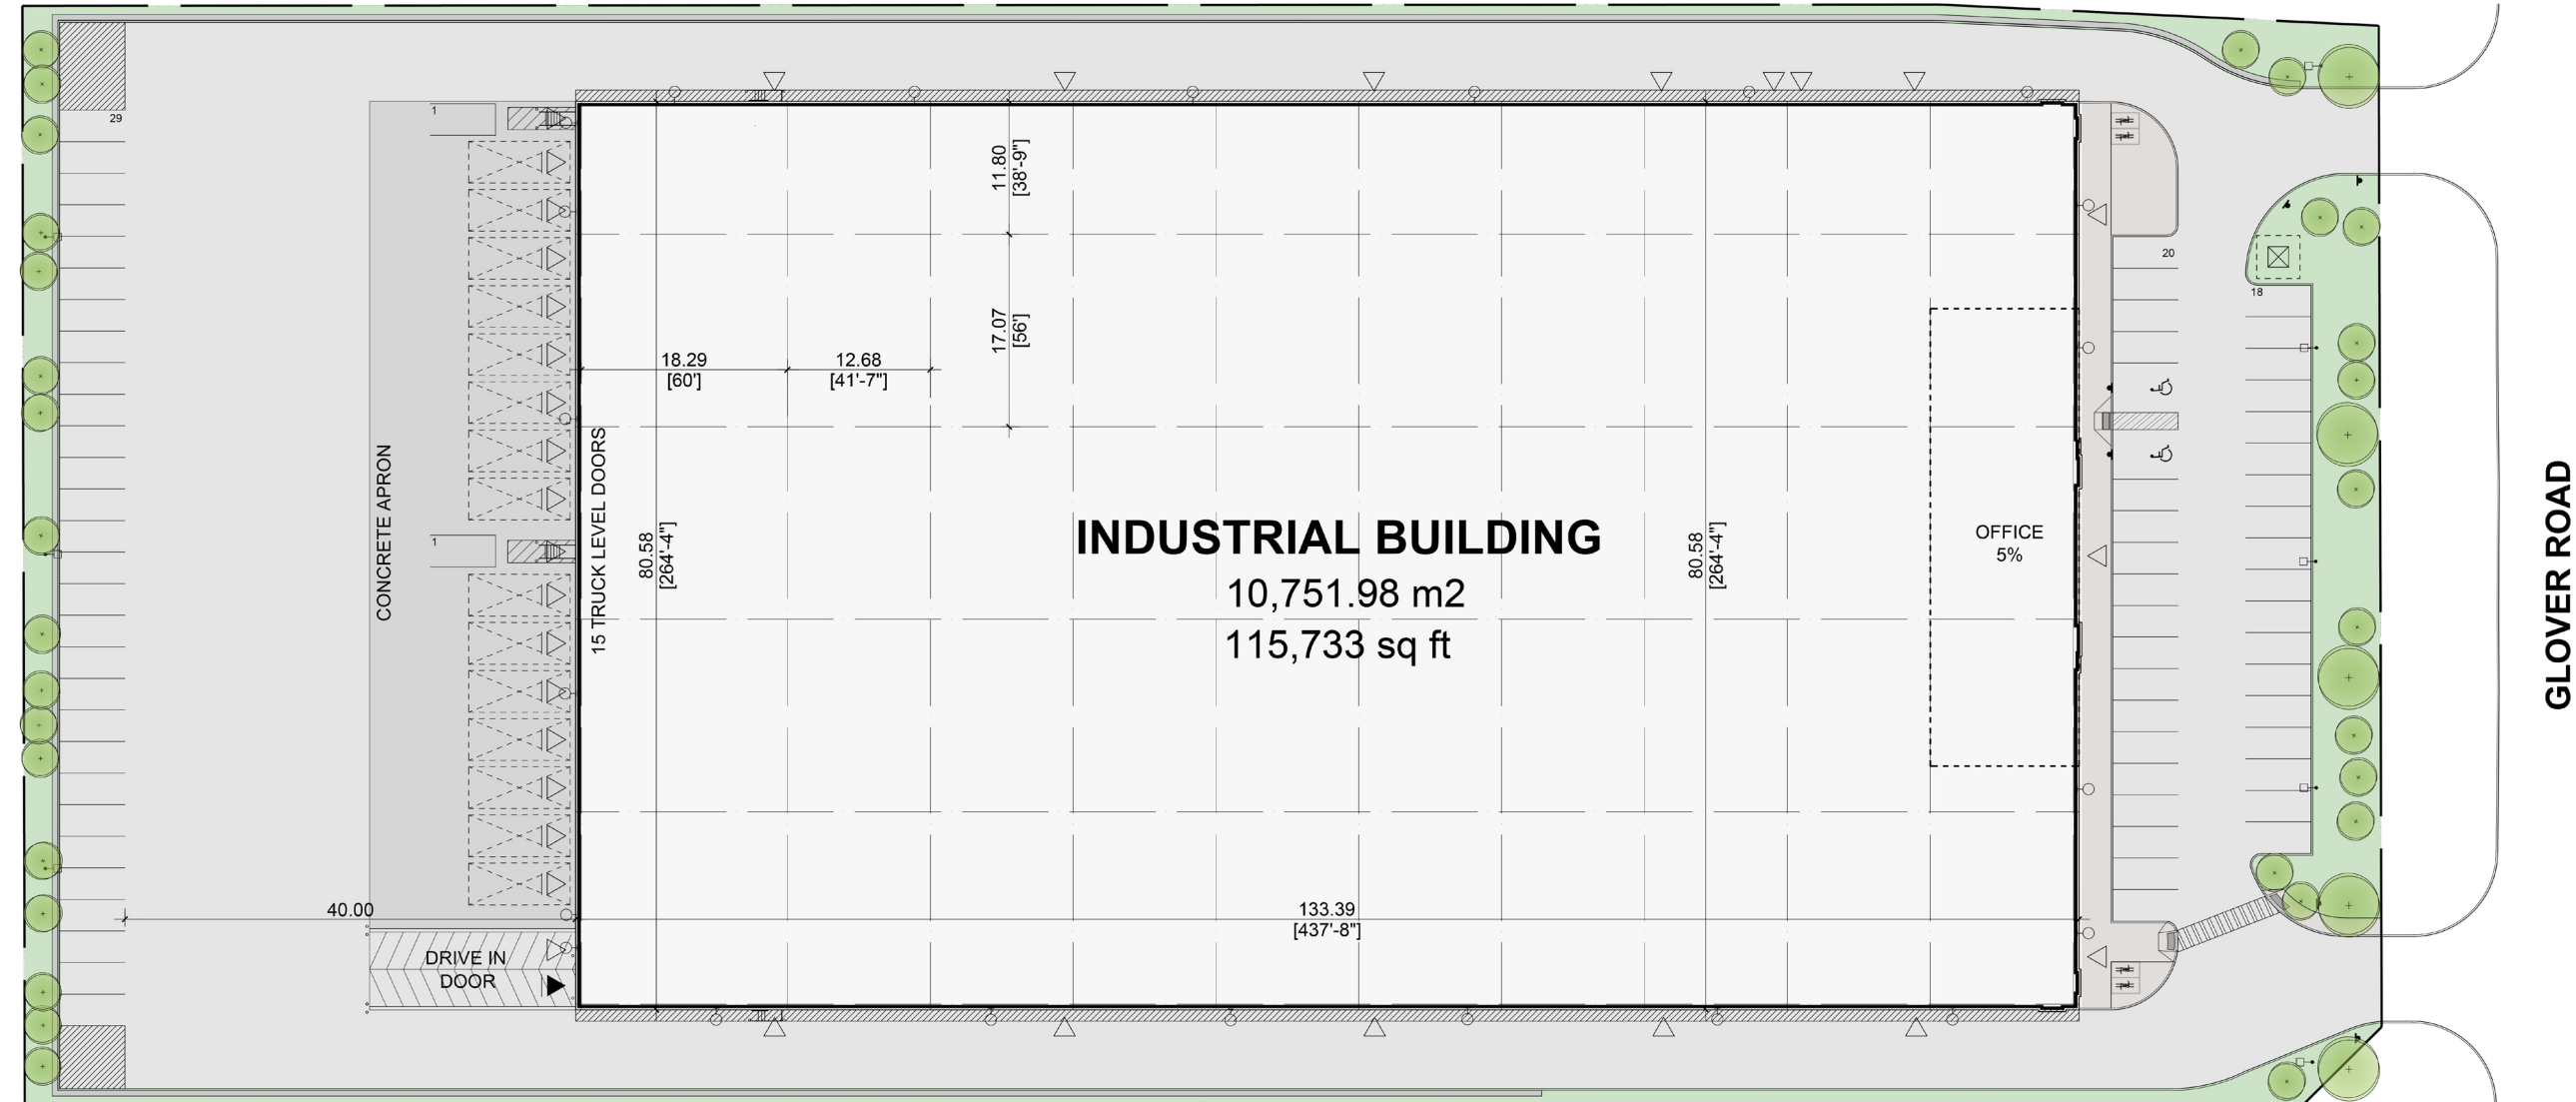 29
1
11.80
[38'-9"]
20
18
17.07
[56']
18.29
[60']
12.68
[41'-7"]
CONCRETE APRON
1
15 TRUCK LEVEL DOORS
80.58
[264'-4"]
INDUSTRIAL BUILDING
10,751.98 m2
115,733 sq ft
80.58
[264'-4"]
OFFICE
5%
GLOVER ROAD
40.00
133.39
[437'-8"]
DRIVE IN
DOOR